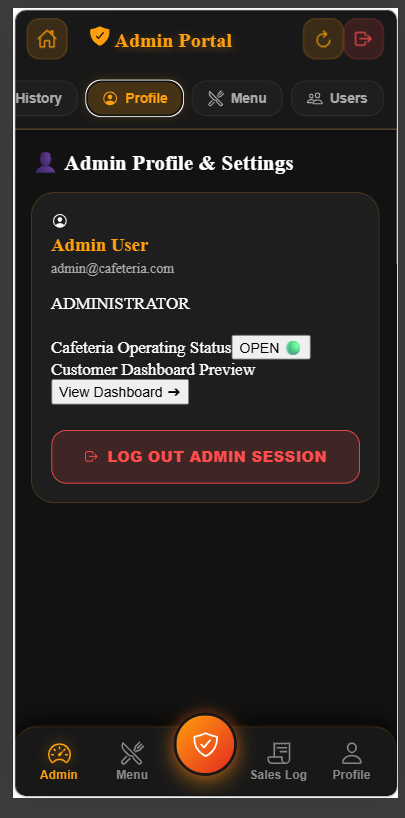 Admin Portal
History
Profile
Menu
Users
Admin Profile & Settings
Admin User
admin@cafeteria.com
ADMINISTRATOR
Cafeteria Operating Status OPEN
Customer Dashboard Preview
View Dashboard ➔
LOG OUT ADMIN SESSION
Admin
Menu
Sales Log
Profile